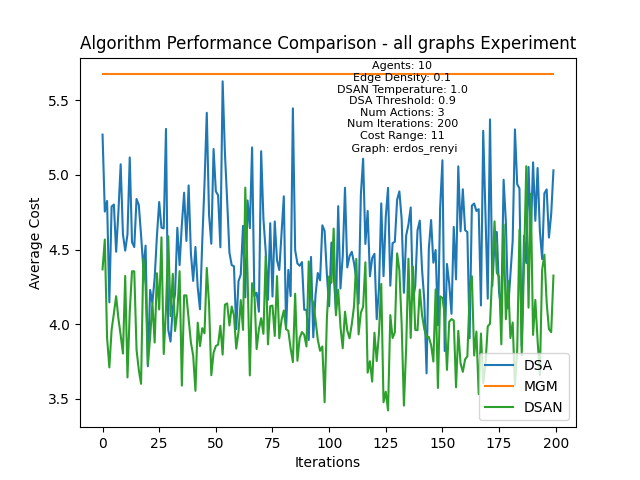 Algorithm Performance Comparison - all graphs Experiment
Agents: 10
Edge Density: 0.1
DSAN Temperature: 1.0
DSA Threshold: 0.9
Num Actions: 3
Num Iterations: 200
Cost Range: 11
Graph: erdos_renyi
Average Cost
5.5
5.0
4.5
4.0
3.5
DSA
MGM
DSAN
0 25 50 75 100 125 150 175 200
Iterations